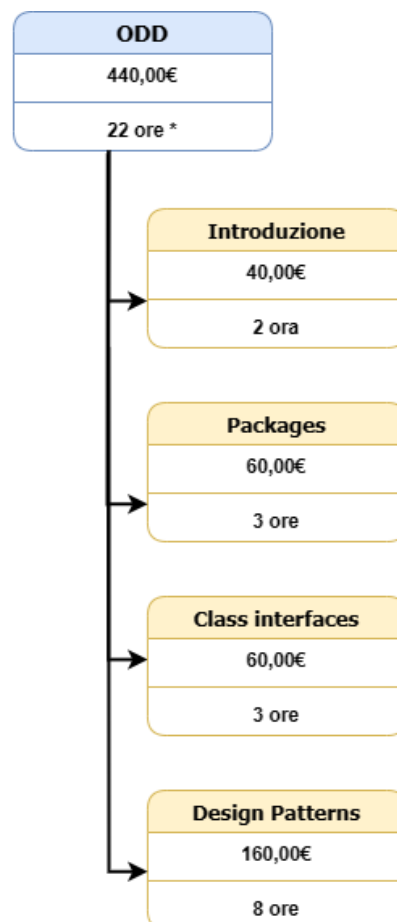 ODD
440,00€
22 ore *
Introduzione
40,00€
2 ora
Packages
60,00€
3 ore
Class interfaces
60,00€
3 ore
Design Patterns
160,00€
8 ore